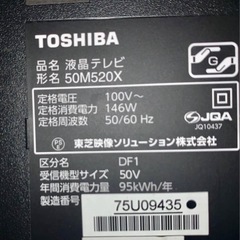 TOSHIBA
品名 液晶テレビ
形名 50M520X
G
定格電圧 100V~
定格消費電力 146W
定格周波数 50/60 Hz
JQA
JQ10437
PS
E
東芝映像ソリューション株式会社
区分名 DF1
受信機型サイズ 50V
年間消費電力量 95kWh/年
製造番号 75U09435